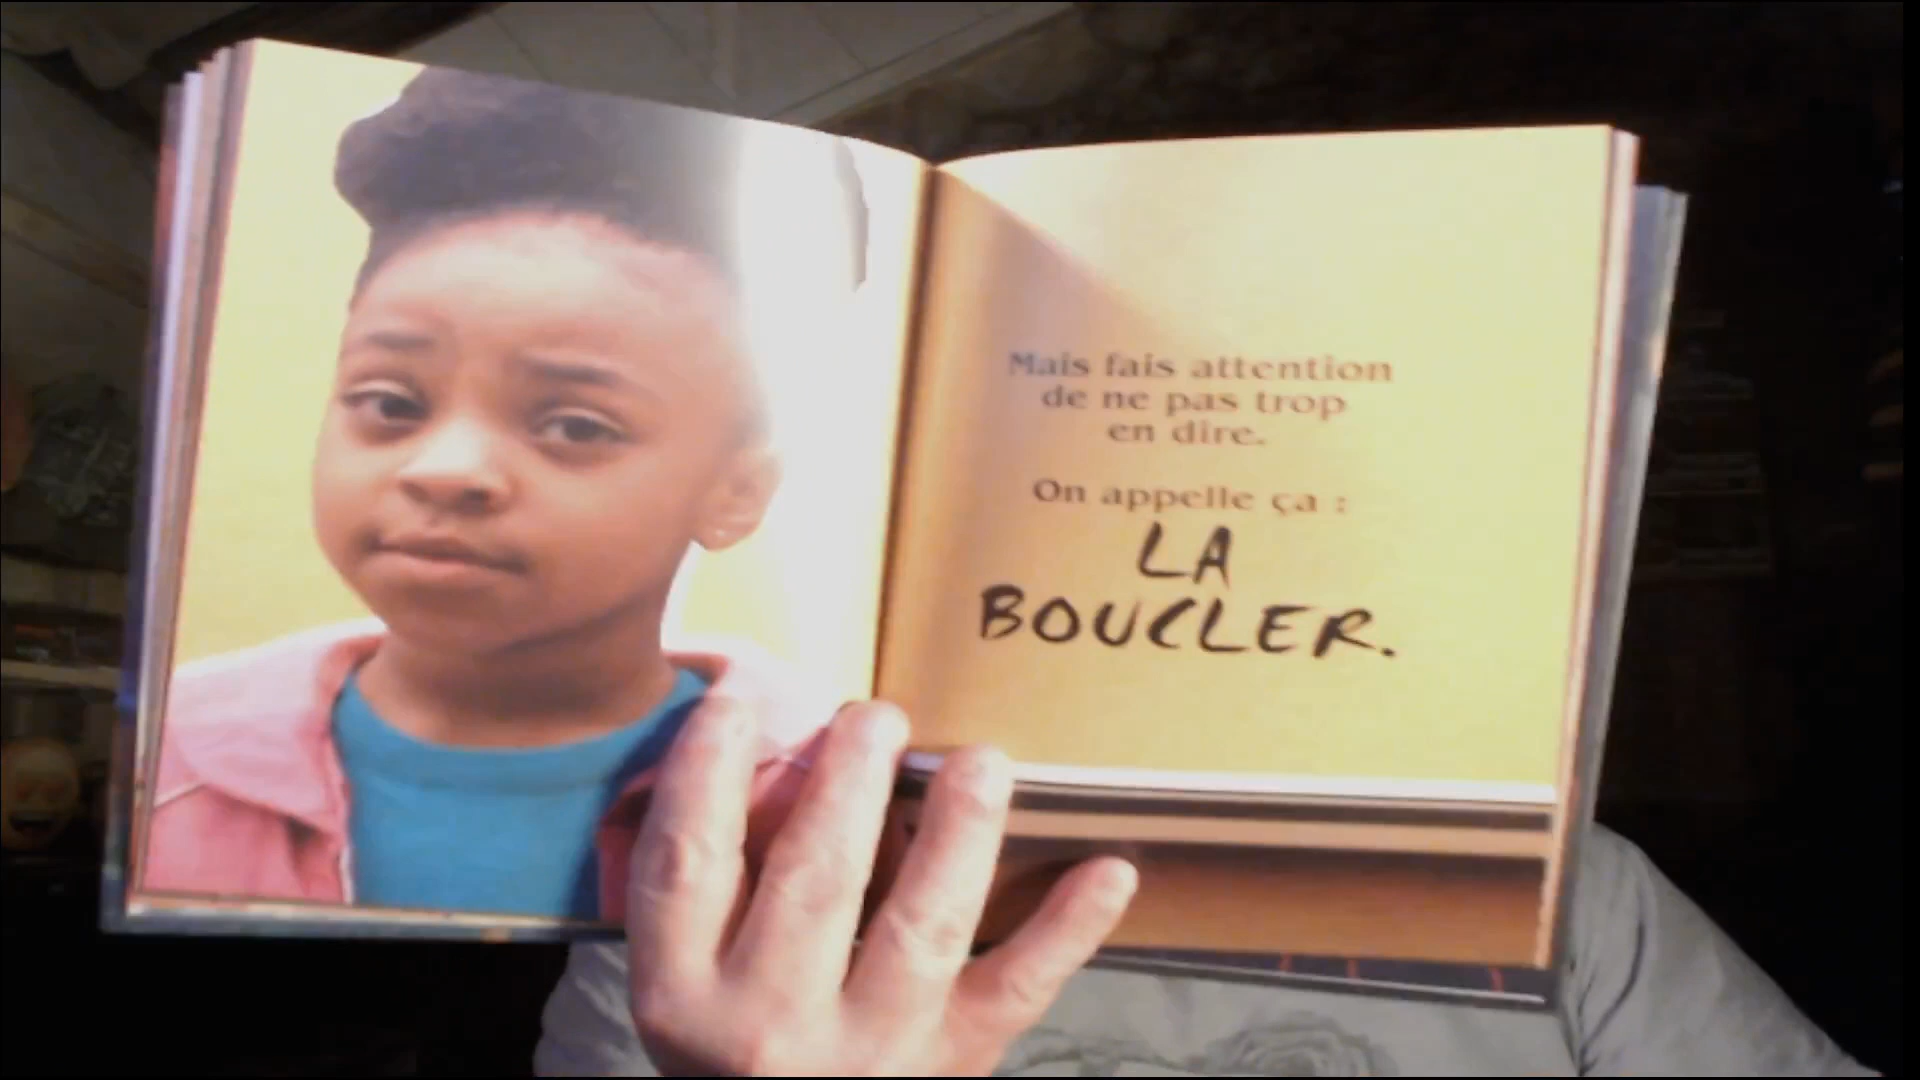 Mais fais attention
de ne pas trop
en dire.
On appelle ça :
LA
BOUCLER.